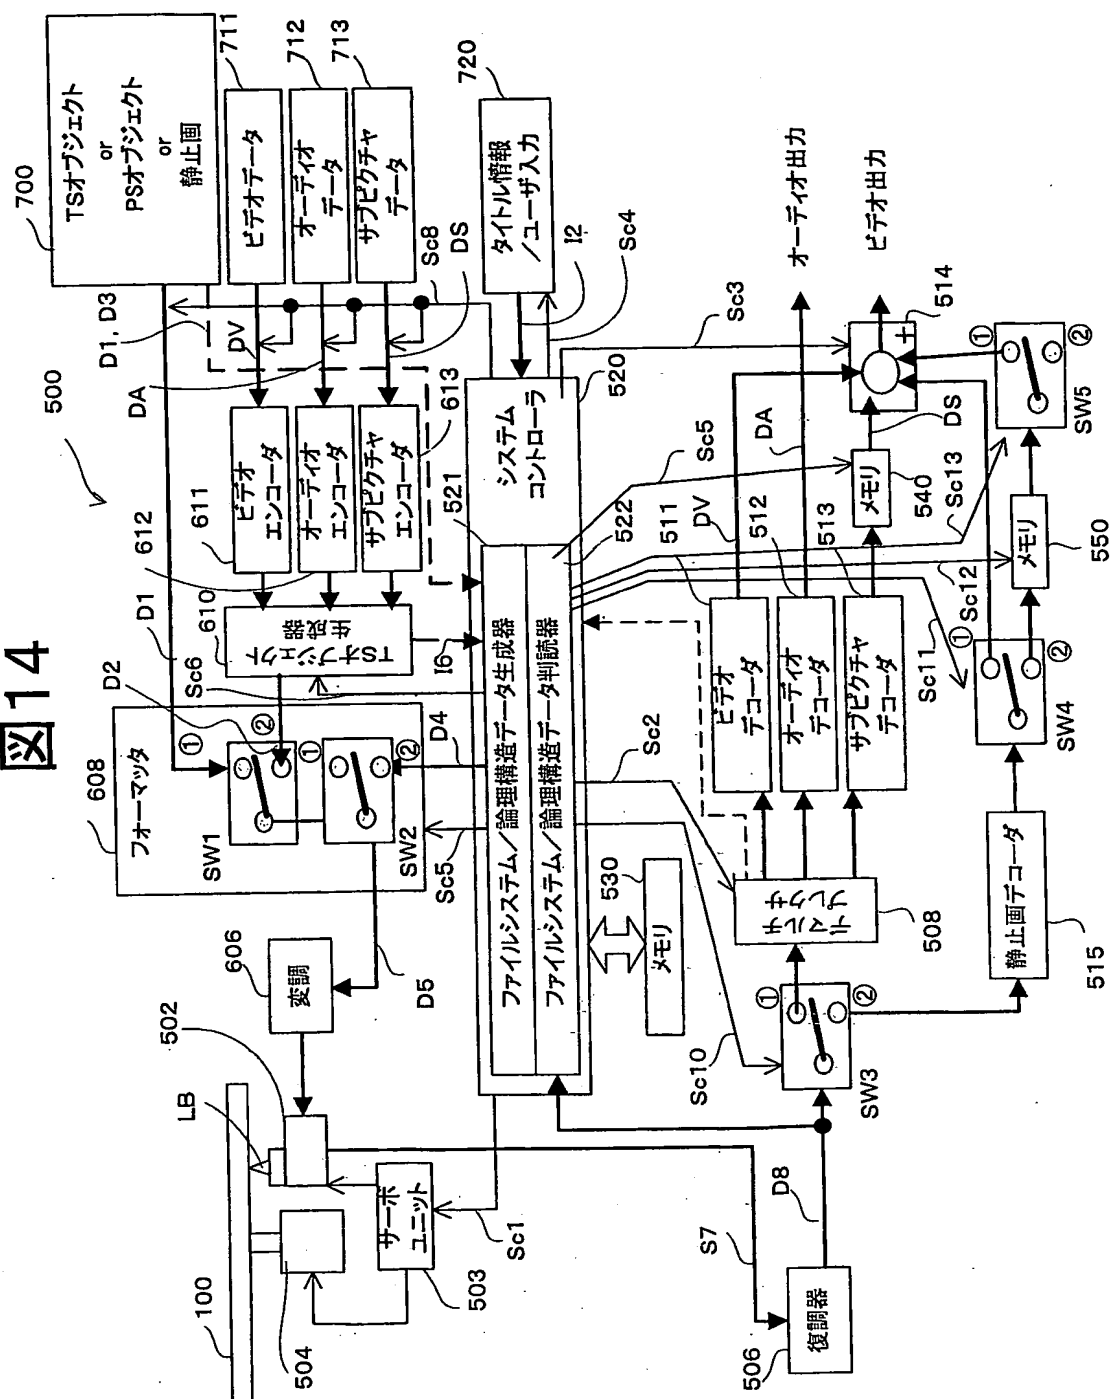 図14
700
TSオブジェクト
or
PSオブジェクト
or
静止画
711
ビデオデータ
712
オーディオ
データ
713
サブピクチャ
データ
720
タイトル情報
/ユーザ入力
I2
Sc4
Sc8
DS
D1, D3
DV
DA
500
D1
612
611
ビデオ
エンコーダ
オーディオ
エンコーダ
サブピクチャ
エンコーダ
613
610
TSオブジェクト
生成器
I6
Sc6
D2
608
フォーマッタ
①
②
SW1
①
②
SW2
D4
Sc5
D5
606
変調
502
LB
100
504
サーボ
ユニット
503
Sc1
S7
D8
復調器
506
521
520
システム
コントローラ
ファイルシステム/論理構造データ生成器
ファイルシステム/論理構造データ判読器
522
530
メモリ
Sc2
Sc10
①
②
SW3
デマルチ
プレクサ
508
511
ビデオ
デコーダ
512
オーディオ
デコーダ
513
サブピクチャ
デコーダ
DV
DA
Sc5
Sc3
メモリ
540
DS
514
+
オーディオ出力
ビデオ出力
静止画デコーダ
515
Sc11
Sc12
Sc13
①
②
SW4
メモリ
550
①
②
SW5